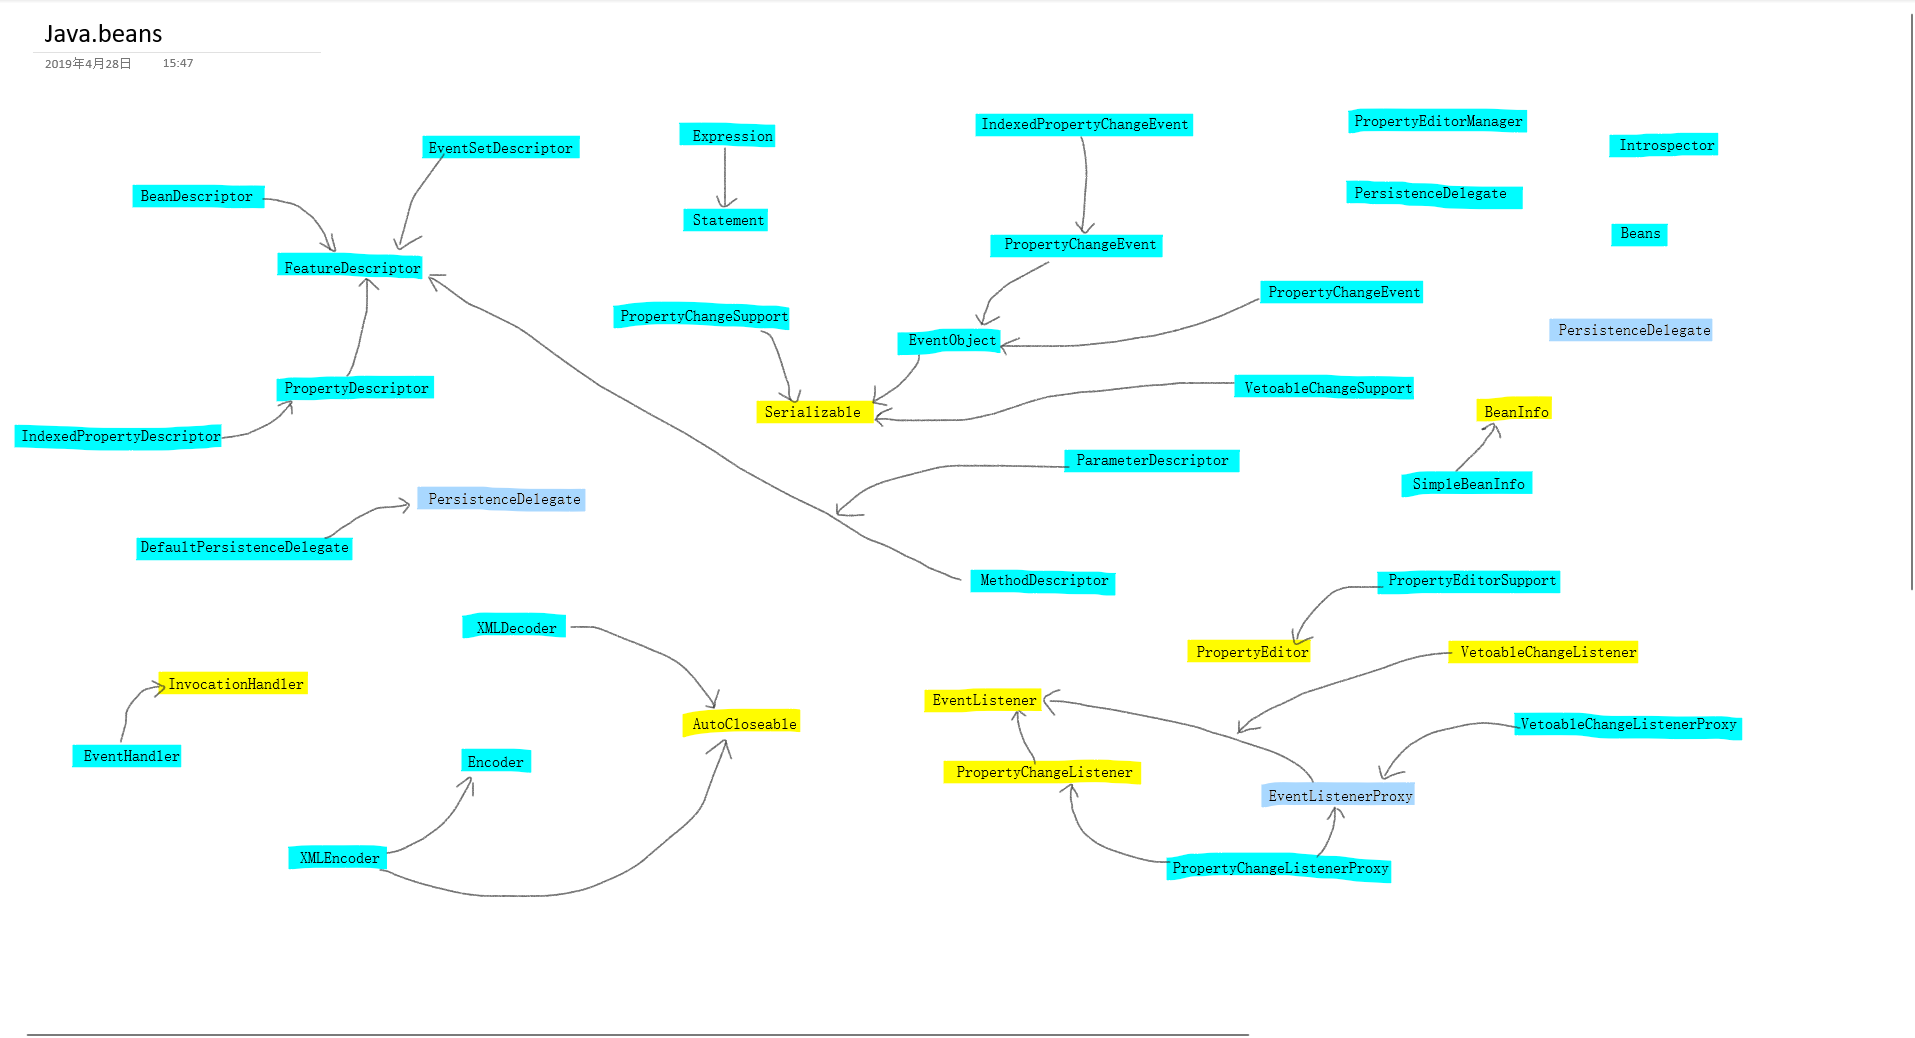 Java.beans
2019年4月28日 15:47
IndexedPropertyChangeEvent
PropertyEditorManager
Expression
EventSetDescriptor
Introspector
BeanDescriptor
PersistenceDelegate
Statement
Beans
PropertyChangeEvent
FeatureDescriptor
PropertyChangeEvent
PropertyChangeSupport
PersistenceDelegate
EventObject
PropertyDescriptor
VetoableChangeSupport
Serializable
BeanInfo
IndexedPropertyDescriptor
ParameterDescriptor
SimpleBeanInfo
PersistenceDelegate
DefaultPersistenceDelegate
MethodDescriptor
PropertyEditorSupport
XMLDecoder
PropertyEditor
VetoableChangeListener
InvocationHandler
EventListener
AutoCloseable
VetoableChangeListenerProxy
EventHandler
Encoder
PropertyChangeListener
EventListenerProxy
XMLEncoder
PropertyChangeListenerProxy